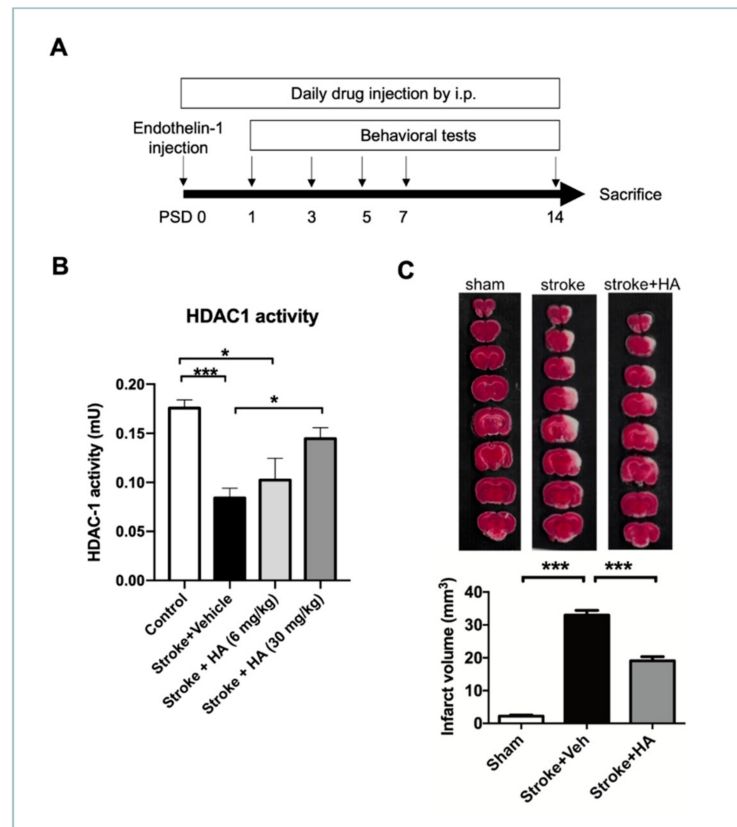 A
Daily drug injection by i.p.
Endothelin-1
injection
Behavioral tests
Sacrifice
PSD 0 1 3 5 7 14
B
HDAC1 activity
*
***
*
HDAC-1 activity (mU)
0.20
0.15
0.10
0.05
0.00
Control
Stroke+Vehicle
Stroke + HA (6 mg/kg)
Stroke + HA (30 mg/kg)
C
sham stroke stroke+HA
*** ***
Infarct volume (mm³)
40
30
20
10
0
Sham
Stroke+Veh
Stroke+HA